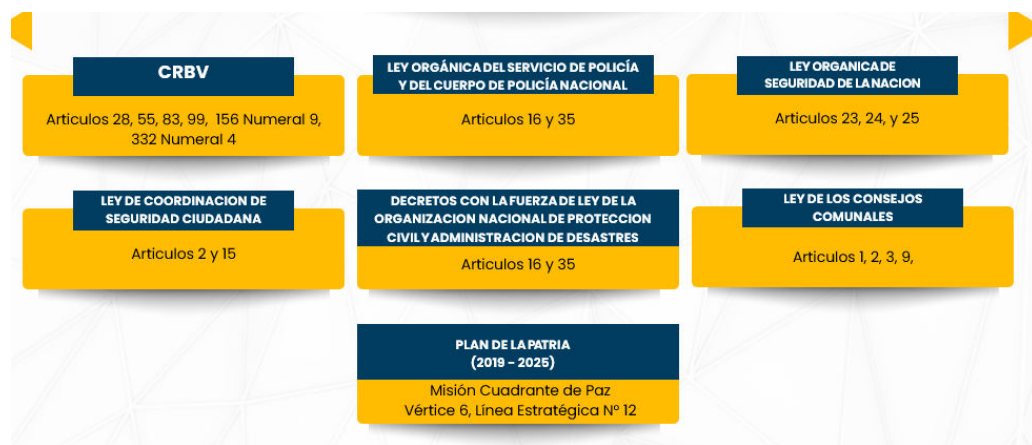 CRBV
Articulos 28, 55, 83, 99, 156 Numeral 9,
332 Numeral 4
LEY ORGÁNICA DEL SERVICIO DE POLICÍA
Y DEL CUERPO DE POLICÍA NACIONAL
Articulos 16 y 35
LEY ORGANICA DE
SEGURIDAD DE LA NACION
Articulos 23, 24, y 25
LEY DE COORDINACION DE
SEGURIDAD CIUDADANA
Articulos 2 y 15
DECRETOS CON LA FUERZA DE LEY DE LA
ORGANIZACION NACIONAL DE PROTECCION
CIVIL Y ADMINISTRACION DE DESASTRES
Articulos 16 y 35
LEY DE LOS CONSEJOS
COMUNALES
Articulos 1, 2, 3, 9,
PLAN DE LA PATRIA
(2019 - 2025)
Misión Cuadrante de Paz
Vértice 6, Línea Estratégica Nº 12